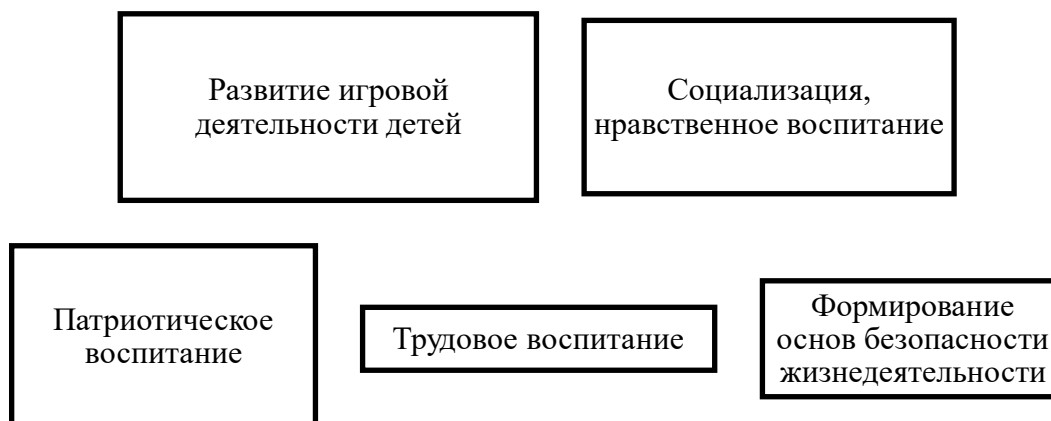 Развитие игровой
деятельности детей
Социализация,
нравственное воспитание
Патриотическое
воспитание
Трудовое воспитание
Формирование
основ безопасности
жизнедеятельности